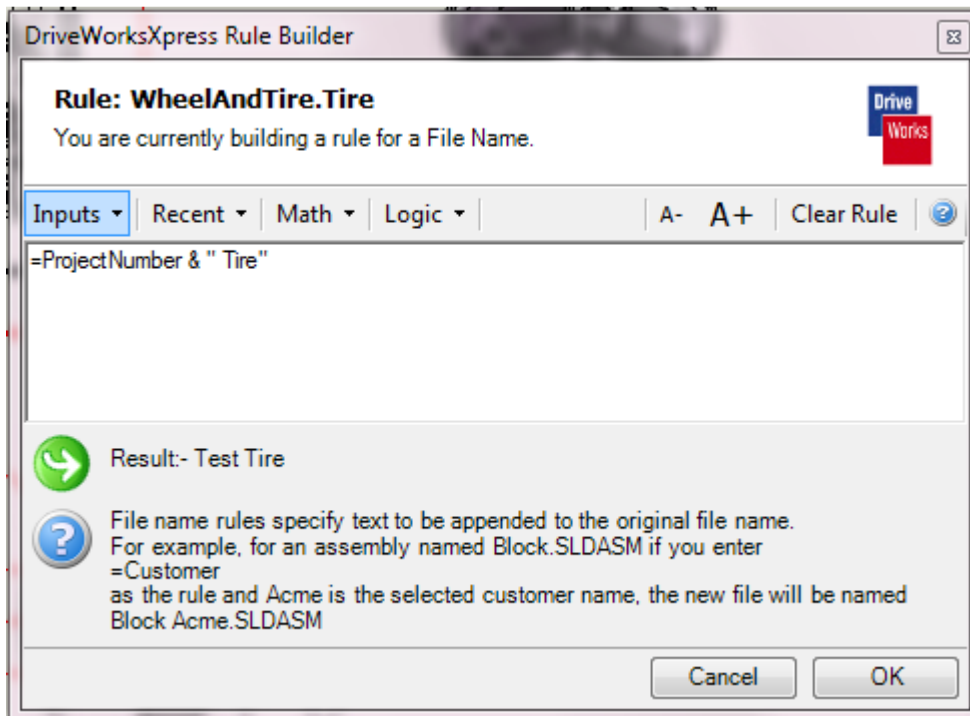 DriveWorksXpress Rule Builder
Rule: WheelAndTire.Tire
You are currently building a rule for a File Name.
Drive
Works
Inputs Recent Math Logic A- A+ Clear Rule ?
=ProjectNumber & " Tire"
Result:- Test Tire
? File name rules specify text to be appended to the original file name.
For example, for an assembly named Block.SLDASM if you enter
=Customer
as the rule and Acme is the selected customer name, the new file will be named
Block Acme.SLDASM
Cancel OK